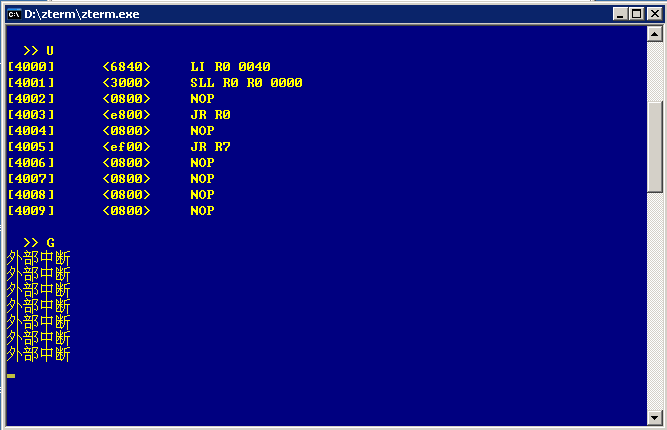 D:\zterm\zterm.exe
>> U
[4000] <6840> LI R0 0040
[4001] <3000> SLL R0 R0 0000
[4002] <0800> NOP
[4003] <e800> JR R0
[4004] <0800> NOP
[4005] <ef00> JR R7
[4006] <0800> NOP
[4007] <0800> NOP
[4008] <0800> NOP
[4009] <0800> NOP
>> G
外部中断
外部中断
外部中断
外部中断
外部中断
外部中断
外部中断